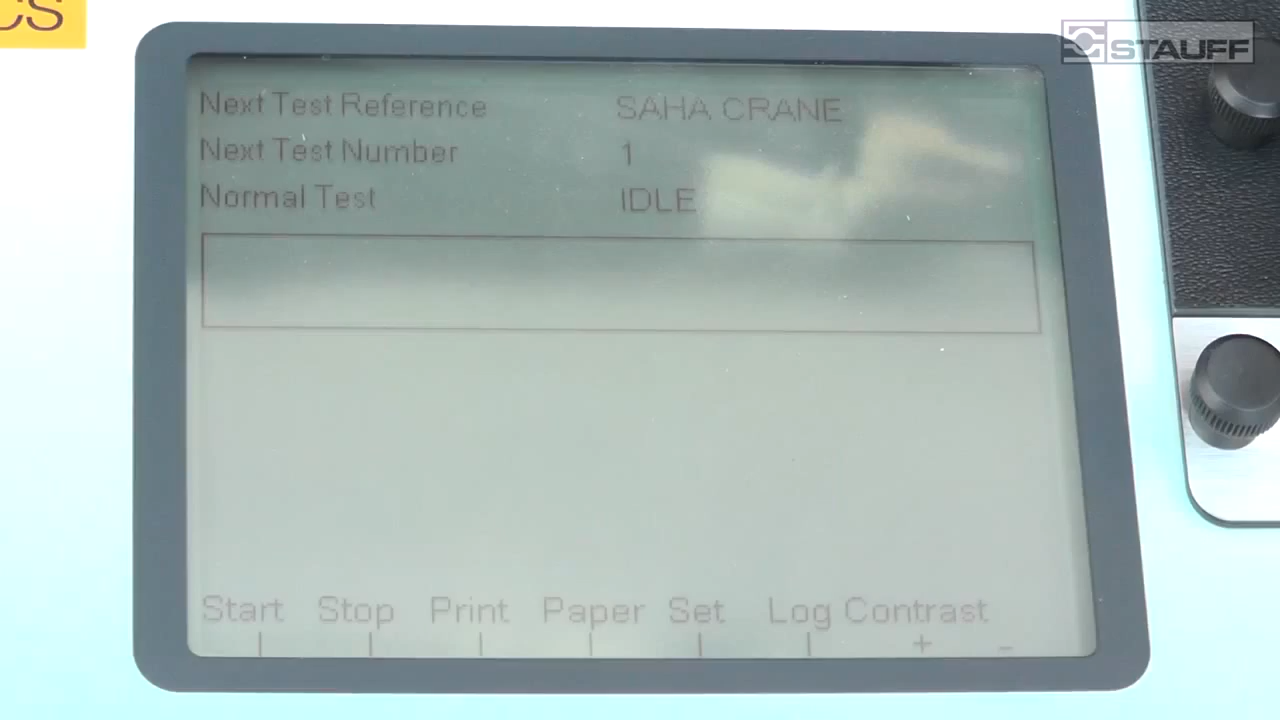 CS
STAUFF
Next Test Reference SAHA CRANE
Next Test Number 1
Normal Test IDLE
Start Stop Print Paper Set Log Contrast
+ -